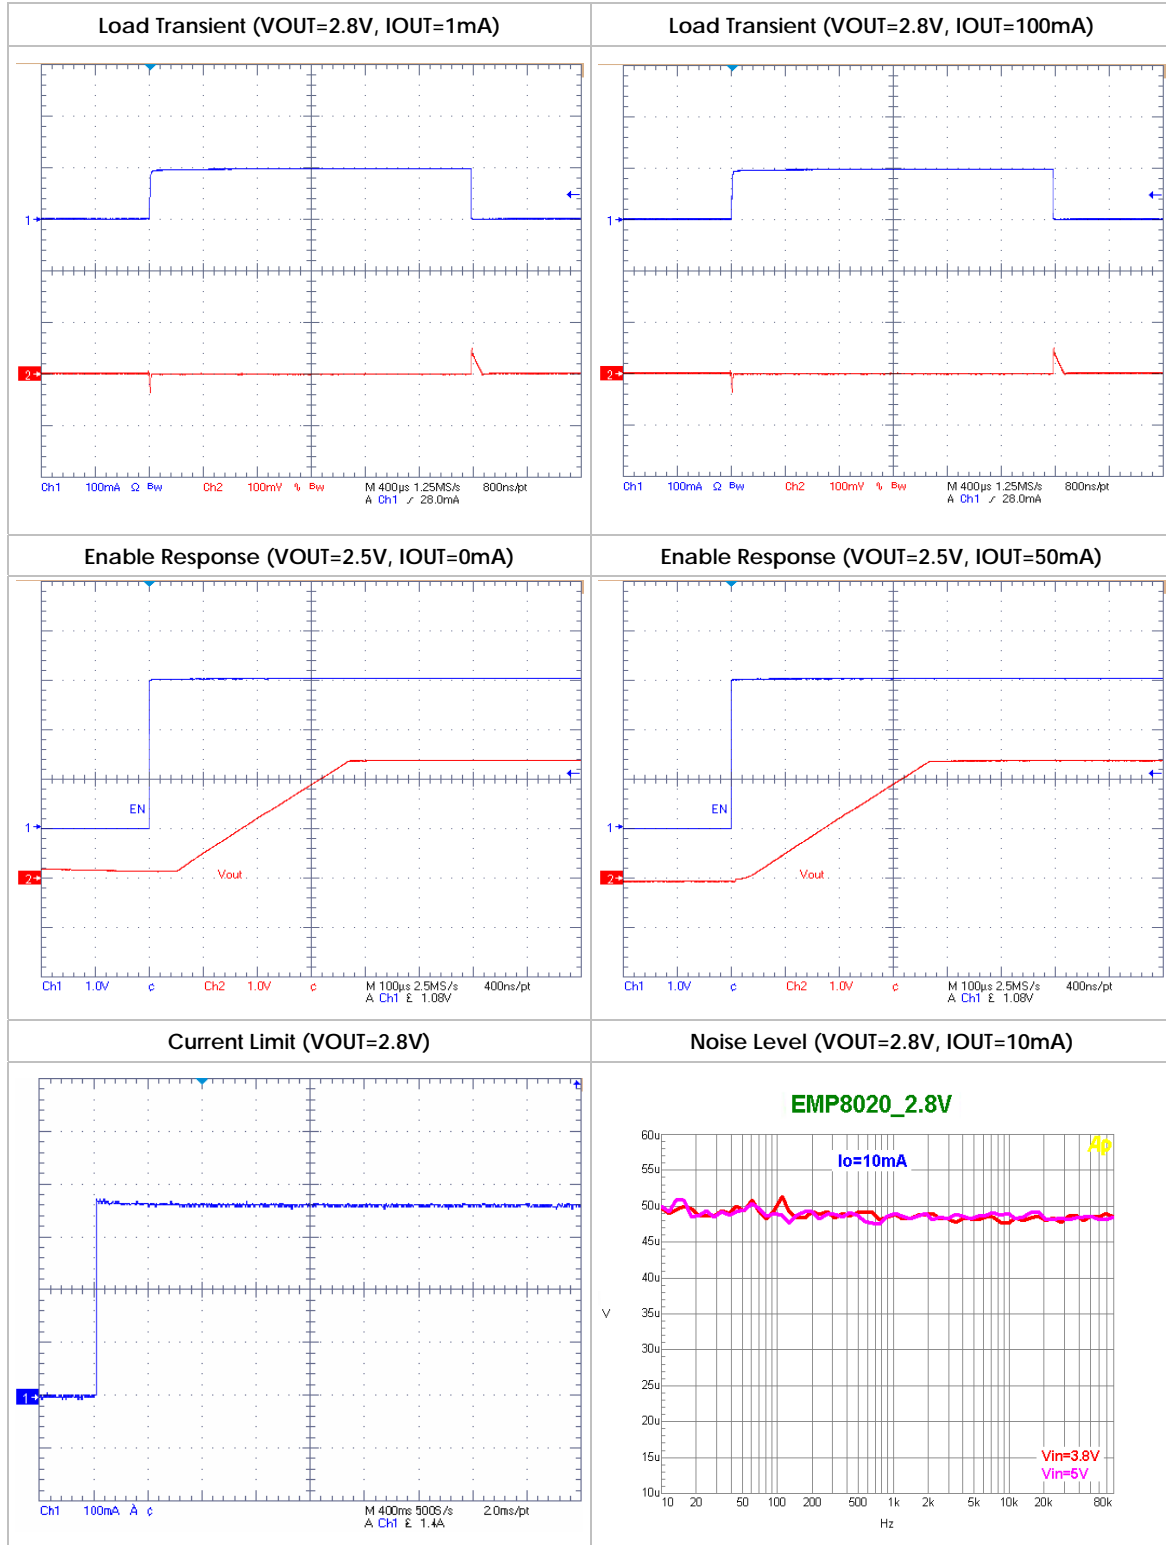 Load Transient (VOUT=2.8V, IOUT=1mA)
Load Transient (VOUT=2.8V, IOUT=100mA)
1
2
Ch1 100mA Ω Bw Ch2 100mV ∿ Bw M 400µs 1.25MS/s 800ns/pt
A Ch1 ⁄ 28.0mA
1
2
Ch1 100mA Ω Bw Ch2 100mV ∿ Bw M 400µs 1.25MS/s 800ns/pt
A Ch1 ⁄ 28.0mA
Enable Response (VOUT=2.5V, IOUT=0mA)
Enable Response (VOUT=2.5V, IOUT=50mA)
EN
1
2
Vout
Ch1 1.0V ¢ Ch2 1.0V ¢ M 100µs 2.5MS/s 400ns/pt
A Ch1 £ 1.08V
EN
1
2
Vout
Ch1 1.0V ¢ Ch2 1.0V ¢ M 100µs 2.5MS/s 400ns/pt
A Ch1 £ 1.08V
Current Limit (VOUT=2.8V)
Noise Level (VOUT=2.8V, IOUT=10mA)
1
Ch1 100mA À ¢ M 400ms 500S/s 2.0ms/pt
A Ch1 £ 1.4A
EMP8020_2.8V
Ap
Io=10mA
60u
55u
50u
45u
40u
35u
V
30u
25u
20u
15u
10u
Vin=3.8V
Vin=5V
10 20 50 100 200 500 1k 2k 5k 10k 20k 80k
Hz